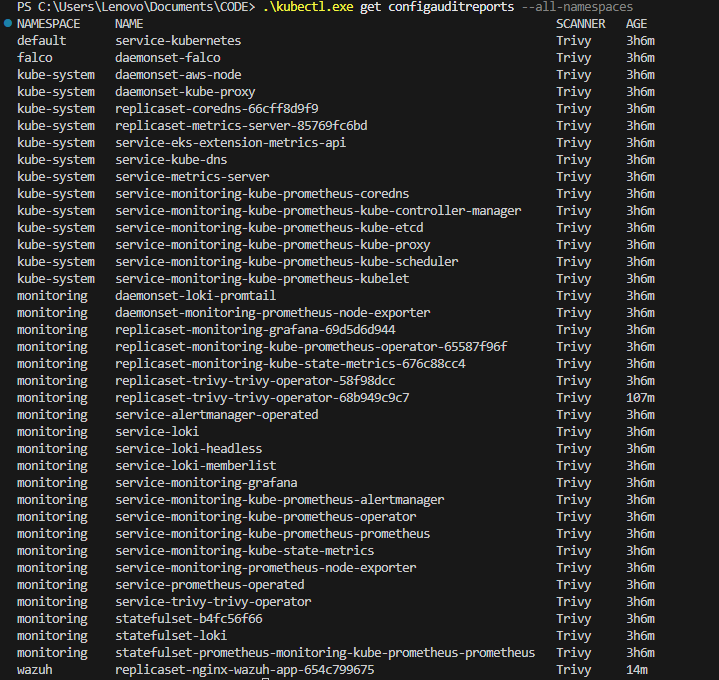 PS C:\Users\Lenovo\Documents\CODE> .\kubectl.exe get configauditreports --all-namespaces
NAMESPACE NAME SCANNER AGE
default service-kubernetes Trivy 3h6m
falco daemonset-falco Trivy 3h6m
kube-system daemonset-aws-node Trivy 3h6m
kube-system daemonset-kube-proxy Trivy 3h6m
kube-system replicaset-coredns-66cff8d9f9 Trivy 3h6m
kube-system replicaset-metrics-server-85769fc6bd Trivy 3h6m
kube-system service-eks-extension-metrics-api Trivy 3h6m
kube-system service-kube-dns Trivy 3h6m
kube-system service-metrics-server Trivy 3h6m
kube-system service-monitoring-kube-prometheus-coredns Trivy 3h6m
kube-system service-monitoring-kube-prometheus-kube-controller-manager Trivy 3h6m
kube-system service-monitoring-kube-prometheus-kube-etcd Trivy 3h6m
kube-system service-monitoring-kube-prometheus-kube-proxy Trivy 3h6m
kube-system service-monitoring-kube-prometheus-kube-scheduler Trivy 3h6m
kube-system service-monitoring-kube-prometheus-kubelet Trivy 3h6m
monitoring daemonset-loki-promtail Trivy 3h6m
monitoring daemonset-monitoring-prometheus-node-exporter Trivy 3h6m
monitoring replicaset-monitoring-grafana-69d5d6d944 Trivy 3h6m
monitoring replicaset-monitoring-kube-prometheus-operator-65587f96f Trivy 3h6m
monitoring replicaset-monitoring-kube-state-metrics-676c88cc4 Trivy 3h6m
monitoring replicaset-trivy-trivy-operator-58f98dcc Trivy 3h6m
monitoring replicaset-trivy-trivy-operator-68b949c9c7 Trivy 107m
monitoring service-alertmanager-operated Trivy 3h6m
monitoring service-loki Trivy 3h6m
monitoring service-loki-headless Trivy 3h6m
monitoring service-loki-memberlist Trivy 3h6m
monitoring service-monitoring-grafana Trivy 3h6m
monitoring service-monitoring-kube-prometheus-alertmanager Trivy 3h6m
monitoring service-monitoring-kube-prometheus-operator Trivy 3h6m
monitoring service-monitoring-kube-prometheus-prometheus Trivy 3h6m
monitoring service-monitoring-kube-state-metrics Trivy 3h6m
monitoring service-monitoring-prometheus-node-exporter Trivy 3h6m
monitoring service-prometheus-operated Trivy 3h6m
monitoring service-trivy-trivy-operator Trivy 3h6m
monitoring statefulset-b4fc56f66 Trivy 3h6m
monitoring statefulset-loki Trivy 3h6m
monitoring statefulset-prometheus-monitoring-kube-prometheus-prometheus Trivy 3h6m
wazuh replicaset-nginx-wazuh-app-654c799675 Trivy 14m